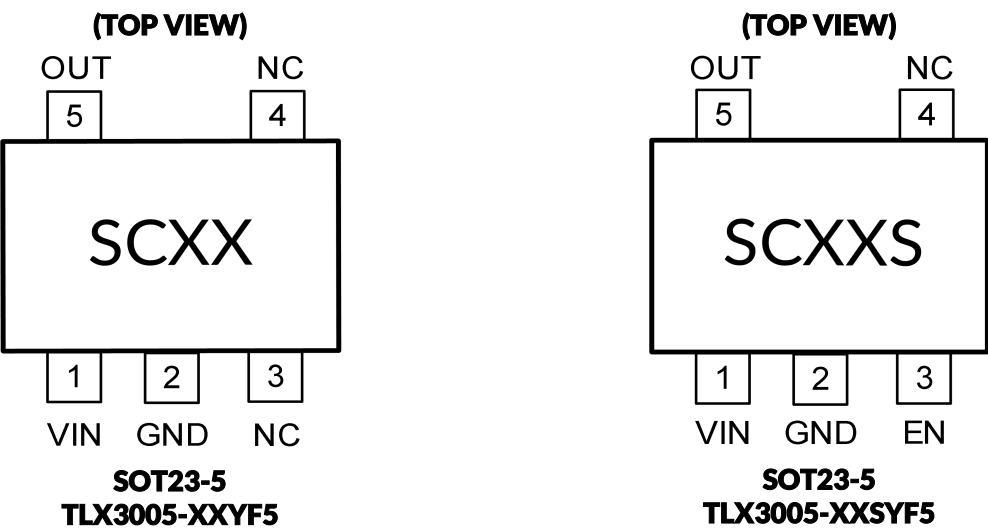 (TOP VIEW)
OUT NC
5 4
SCXX
1 2 3
VIN GND NC
SOT23-5
TLX3005-XXYF5
(TOP VIEW)
OUT NC
5 4
SCXXS
1 2 3
VIN GND EN
SOT23-5
TLX3005-XXSYF5